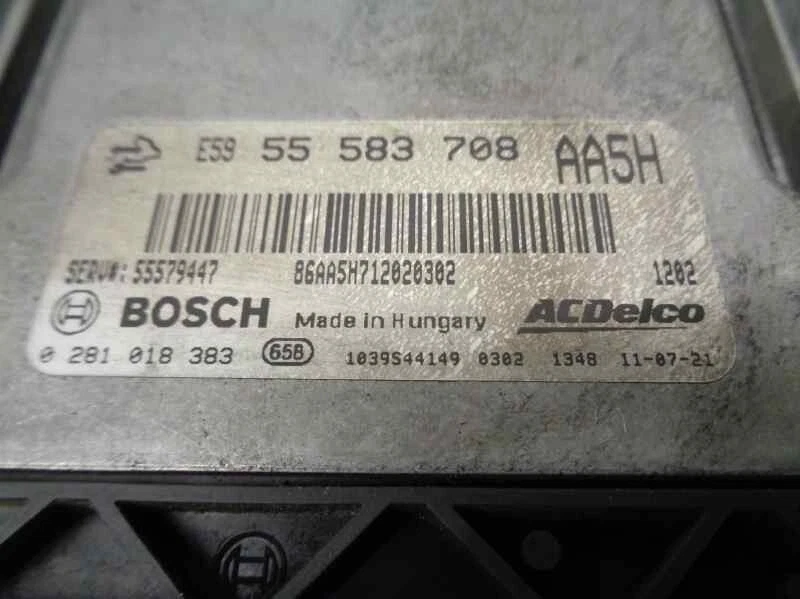 E59 55 583 708 AA5H
SERV#: 55579447 86AA5H712020302 1202
BOSCH Made in Hungary ACDelco
0 281 018 383 65B 1039S44149 0302 1348 11-07-21